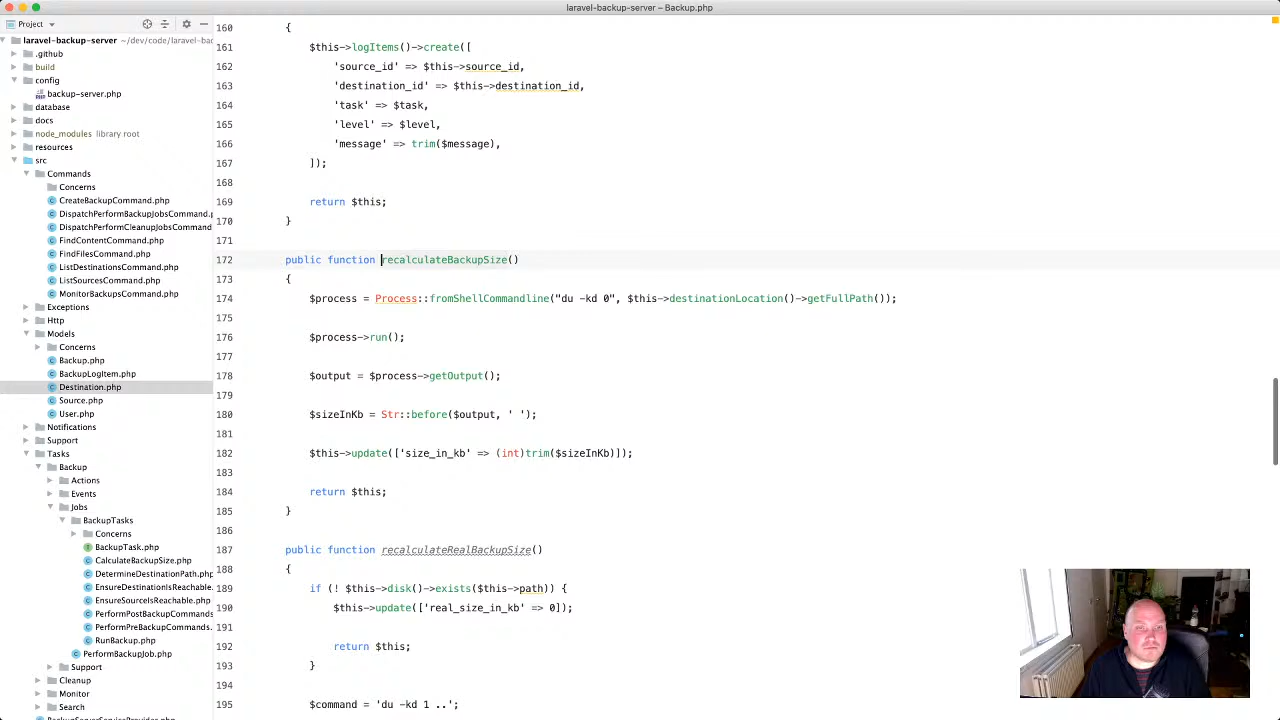 laravel-backup-server – Backup.php
Project
laravel-backup-server ~/dev/code/laravel-bac
.github
build
config
backup-server.php
database
docs
node_modules library root
resources
src
Commands
Concerns
CreateBackupCommand.php
DispatchPerformBackupJobsCommand.p
DispatchPerformCleanupJobsCommand
FindContentCommand.php
FindFilesCommand.php
ListDestinationsCommand.php
ListSourcesCommand.php
MonitorBackupsCommand.php
Exceptions
Http
Models
Concerns
Backup.php
BackupLogItem.php
Destination.php
Source.php
User.php
Notifications
Support
Tasks
Backup
Actions
Events
Jobs
BackupTasks
Concerns
BackupTask.php
CalculateBackupSize.php
DetermineDestinationPath.php
EnsureDestinationIsReachable.
EnsureSourceIsReachable.php
PerformPostBackupCommands
PerformPreBackupCommands.
RunBackup.php
PerformBackupJob.php
Support
Cleanup
Monitor
Search
BackupServerServiceProvider.php
160 {
161 $this->logItems()->create([
162 'source_id' => $this->source_id,
163 'destination_id' => $this->destination_id,
164 'task' => $task,
165 'level' => $level,
166 'message' => trim($message),
167 ]);
168
169 return $this;
170 }
171
172 public function recalculateBackupSize()
173 {
174 $process = Process::fromShellCommandline("du -kd 0", $this->destinationLocation()->getFullPath());
175
176 $process->run();
177
178 $output = $process->getOutput();
179
180 $sizeInKb = Str::before($output, ' ');
181
182 $this->update(['size_in_kb' => (int)trim($sizeInKb)]);
183
184 return $this;
185 }
186
187 public function recalculateRealBackupSize()
188 {
189 if (! $this->disk()->exists($this->path)) {
190 $this->update(['real_size_in_kb' => 0]);
191
192 return $this;
193 }
194
195 $command = 'du -kd 1 ..';